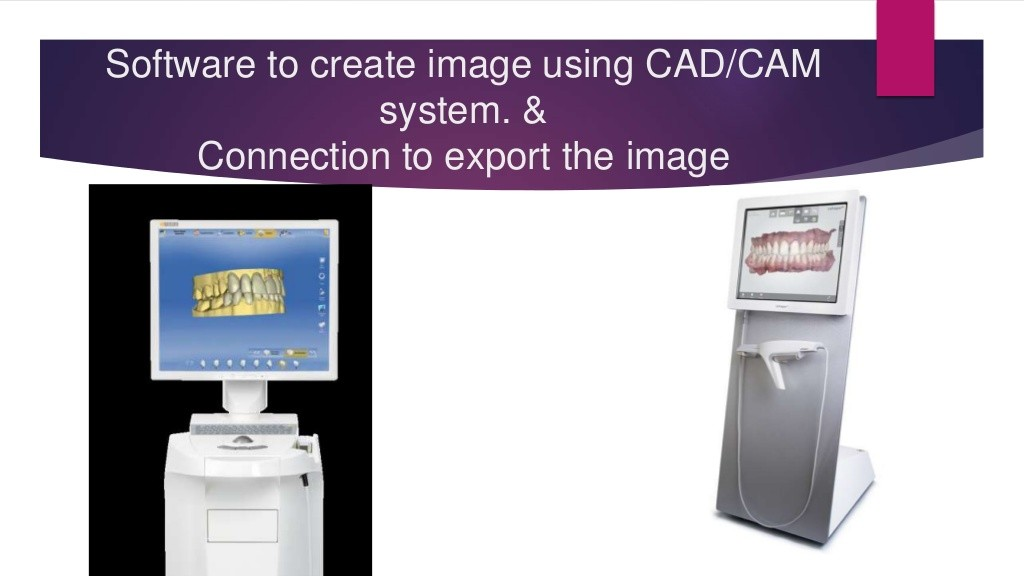 Software to create image using CAD/CAM
system. &
Connection to export the image